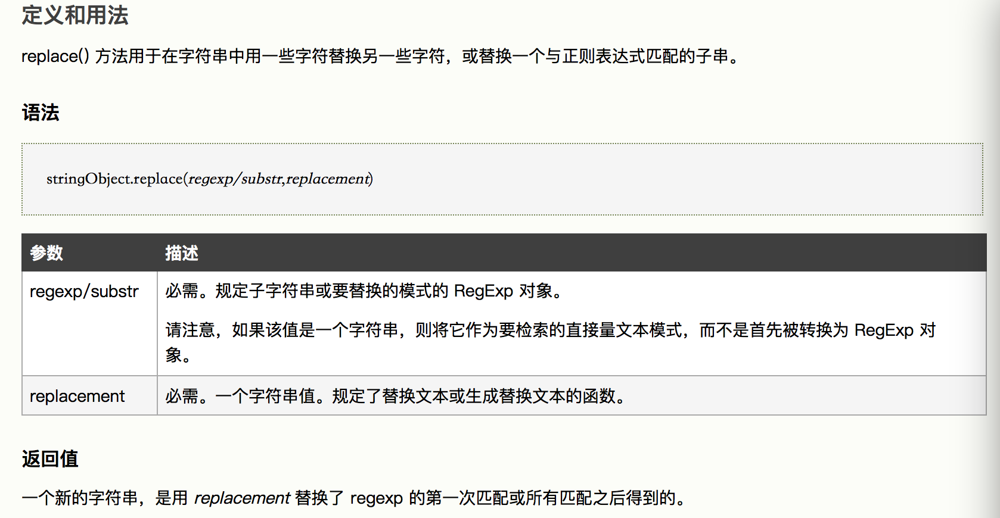 定义和用法
replace() 方法用于在字符串中用一些字符替换另一些字符，或替换一个与正则表达式匹配的子串。
语法
stringObject.replace(regexp/substr,replacement)
参数 描述
regexp/substr 必需。规定子字符串或要替换的模式的 RegExp 对象。
请注意，如果该值是一个字符串，则将它作为要检索的直接量文本模式，而不是首先被转换为 RegExp 对
象。
replacement 必需。一个字符串值。规定了替换文本或生成替换文本的函数。
返回值
一个新的字符串，是用 replacement 替换了 regexp 的第一次匹配或所有匹配之后得到的。